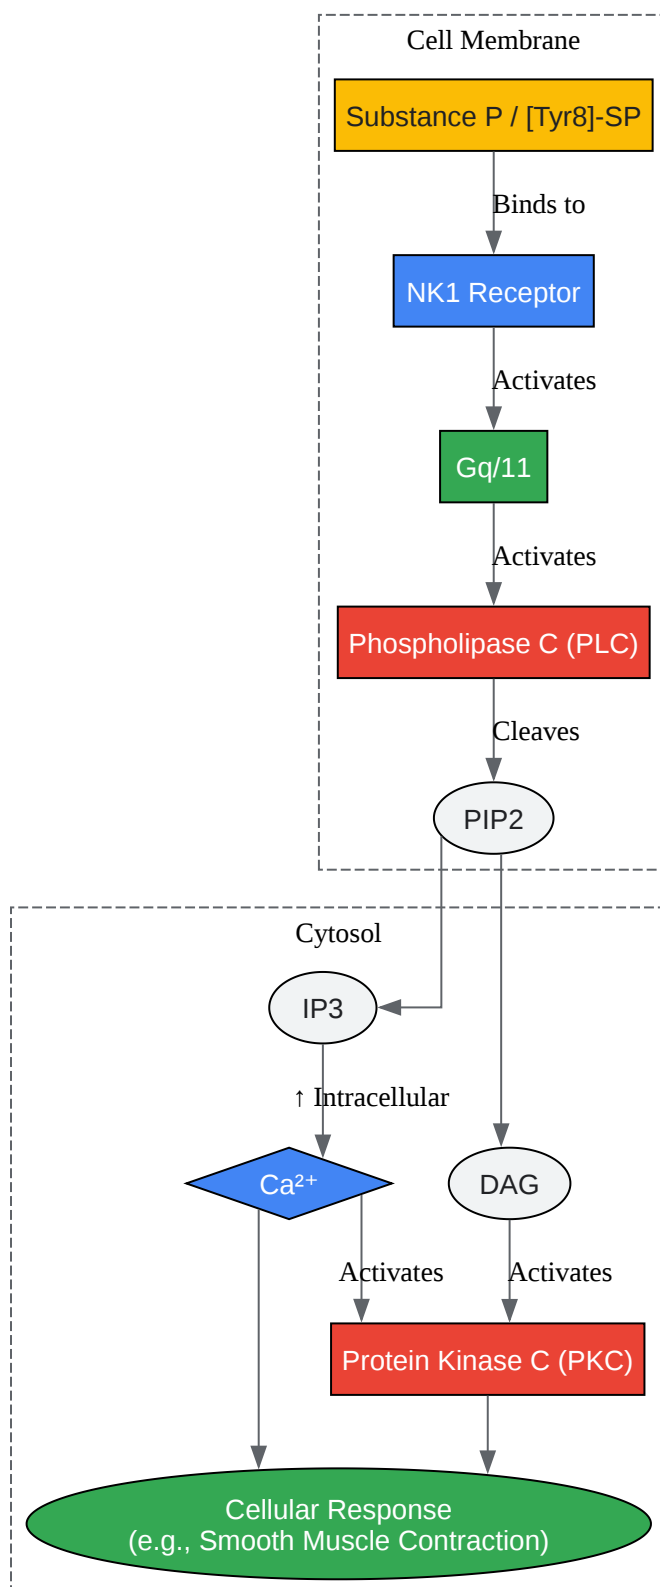 Cell Membrane
Substance P / [Tyr8]-SP
Binds to
NK1 Receptor
Activates
Gq/11
Activates
Phospholipase C (PLC)
Cleaves
PIP2
Cytosol
IP3
↑ Intracellular
Ca²⁺
DAG
Activates
Activates
Protein Kinase C (PKC)
Cellular Response
(e.g., Smooth Muscle Contraction)